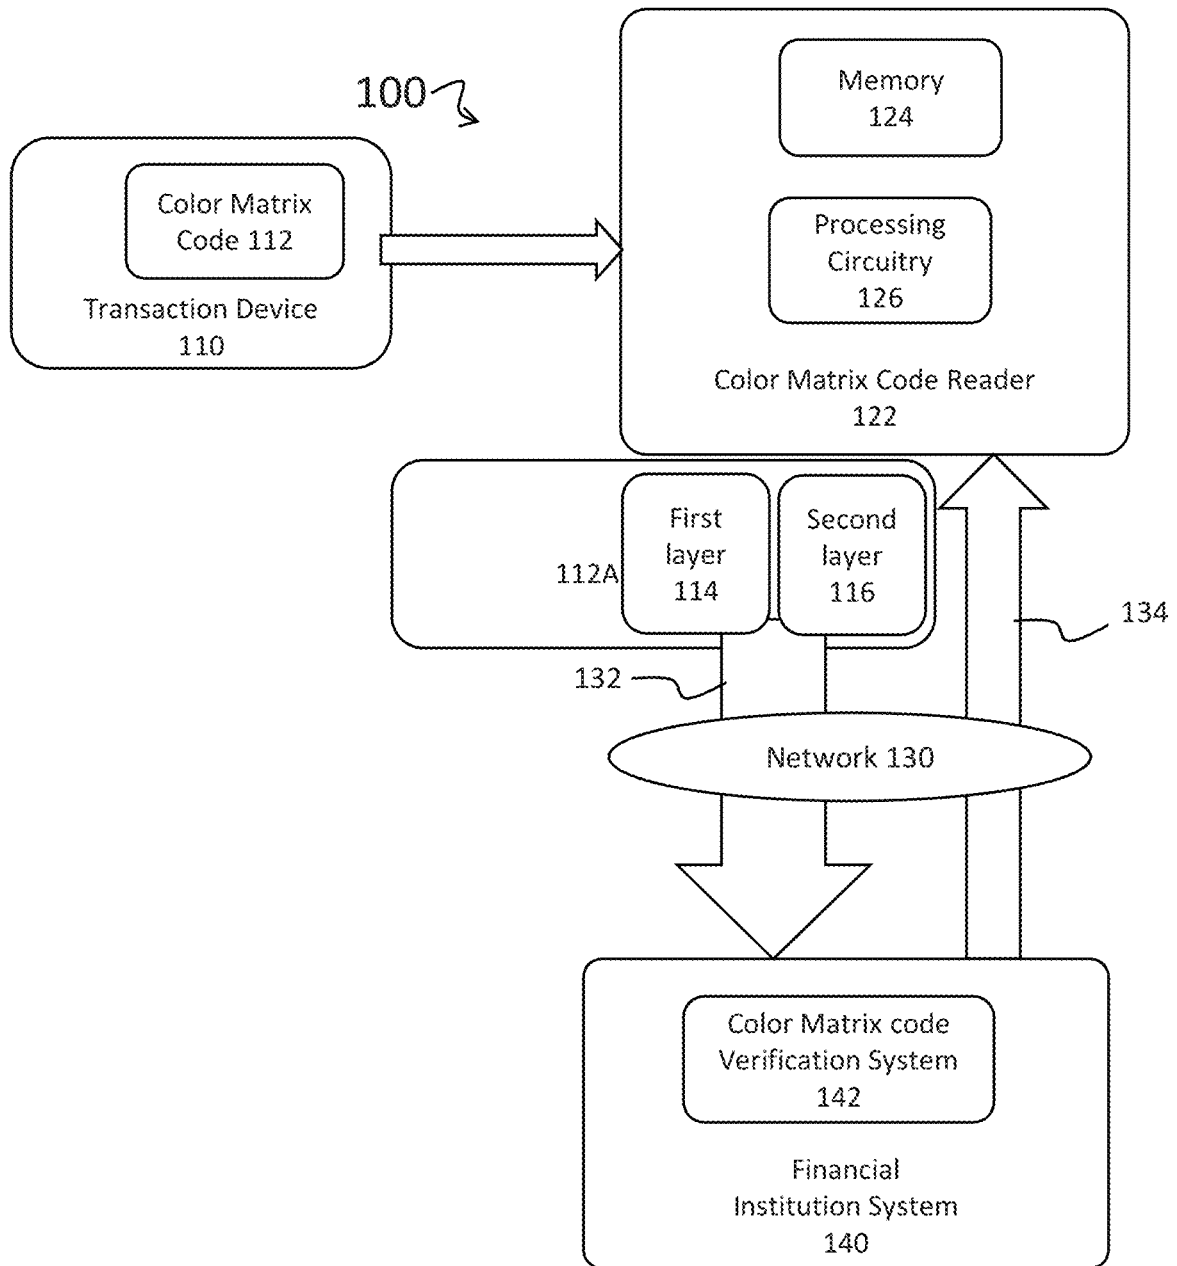 100
Memory
124
Color Matrix
Code 112
Transaction Device
110
Processing
Circuitry
126
Color Matrix Code Reader
122
First
layer
114
Second
layer
116
112A
134
132
Network 130
Color Matrix code
Verification System
142
Financial
Institution System
140